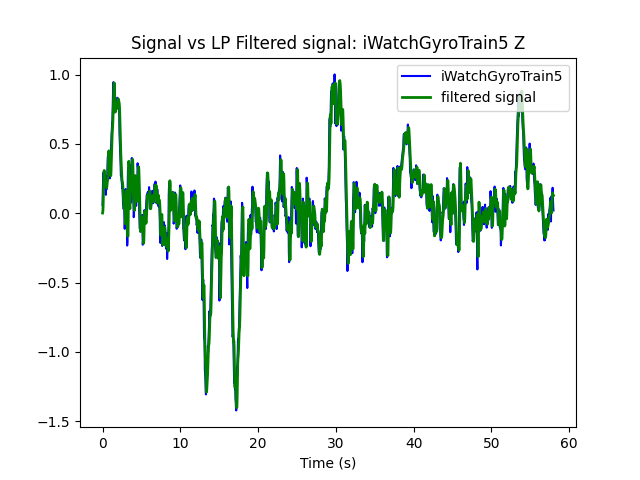 Signal vs LP Filtered signal: iWatchGyroTrain5 Z
iWatchGyroTrain5
filtered signal
1.0
0.5
0.0
−0.5
−1.0
−1.5
0 10 20 30 40 50 60
Time (s)